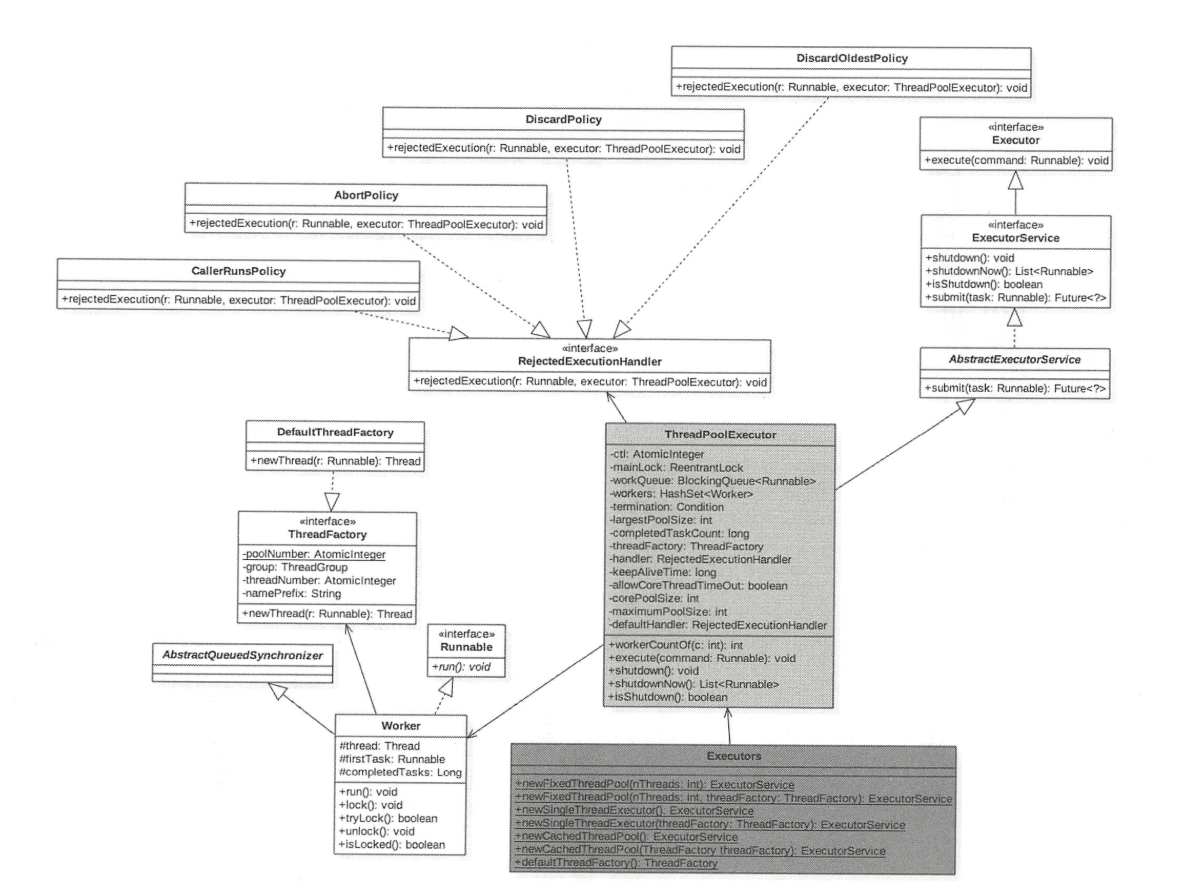 DiscardOldestPolicy
+rejectedExecution(r: Runnable, executor: ThreadPoolExecutor): void
DiscardPolicy
+rejectedExecution(r: Runnable, executor: ThreadPoolExecutor): void
«interface»
Executor
+execute(command: Runnable): void
AbortPolicy
+rejectedExecution(r: Runnable, executor: ThreadPoolExecutor): void
«interface»
ExecutorService
+shutdown(): void
+shutdownNow(): List<Runnable>
+isShutdown(): boolean
+submit(task: Runnable): Future<?>
CallerRunsPolicy
+rejectedExecution(r: Runnable, executor: ThreadPoolExecutor): void
«interface»
RejectedExecutionHandler
+rejectedExecution(r: Runnable, executor: ThreadPoolExecutor): void
AbstractExecutorService
+submit(task: Runnable): Future<?>
DefaultThreadFactory
+newThread(r: Runnable): Thread
ThreadPoolExecutor
-ctl: AtomicInteger
-mainLock: ReentrantLock
-workQueue: BlockingQueue<Runnable>
-workers: HashSet<Worker>
-termination: Condition
-largestPoolSize: int
-completedTaskCount: long
-threadFactory: ThreadFactory
-handler: RejectedExecutionHandler
-keepAliveTime: long
-allowCoreThreadTimeOut: boolean
-corePoolSize: int
-maximumPoolSize: int
-defaultHandler: RejectedExecutionHandler
+workerCountOf(c: int): int
+execute(command: Runnable): void
+shutdown(): void
+shutdownNow(): List<Runnable>
+isShutdown(): boolean
«interface»
ThreadFactory
-poolNumber: AtomicInteger
-group: ThreadGroup
-threadNumber: AtomicInteger
-namePrefix: String
+newThread(r: Runnable): Thread
«interface»
Runnable
+run(): void
AbstractQueuedSynchronizer
Worker
#thread: Thread
#firstTask: Runnable
#completedTasks: Long
+run(): void
+lock(): void
+tryLock(): boolean
+unlock(): void
+isLocked(): boolean
Executors
+newFixedThreadPool(nThreads: int): ExecutorService
+newFixedThreadPool(nThreads: int, threadFactory: ThreadFactory): ExecutorService
+newSingleThreadExecutor(): ExecutorService
+newSingleThreadExecutor(threadFactory: ThreadFactory): ExecutorService
+newCachedThreadPool(): ExecutorService
+newCachedThreadPool(ThreadFactory threadFactory): ExecutorService
+defaultThreadFactory(): ThreadFactory